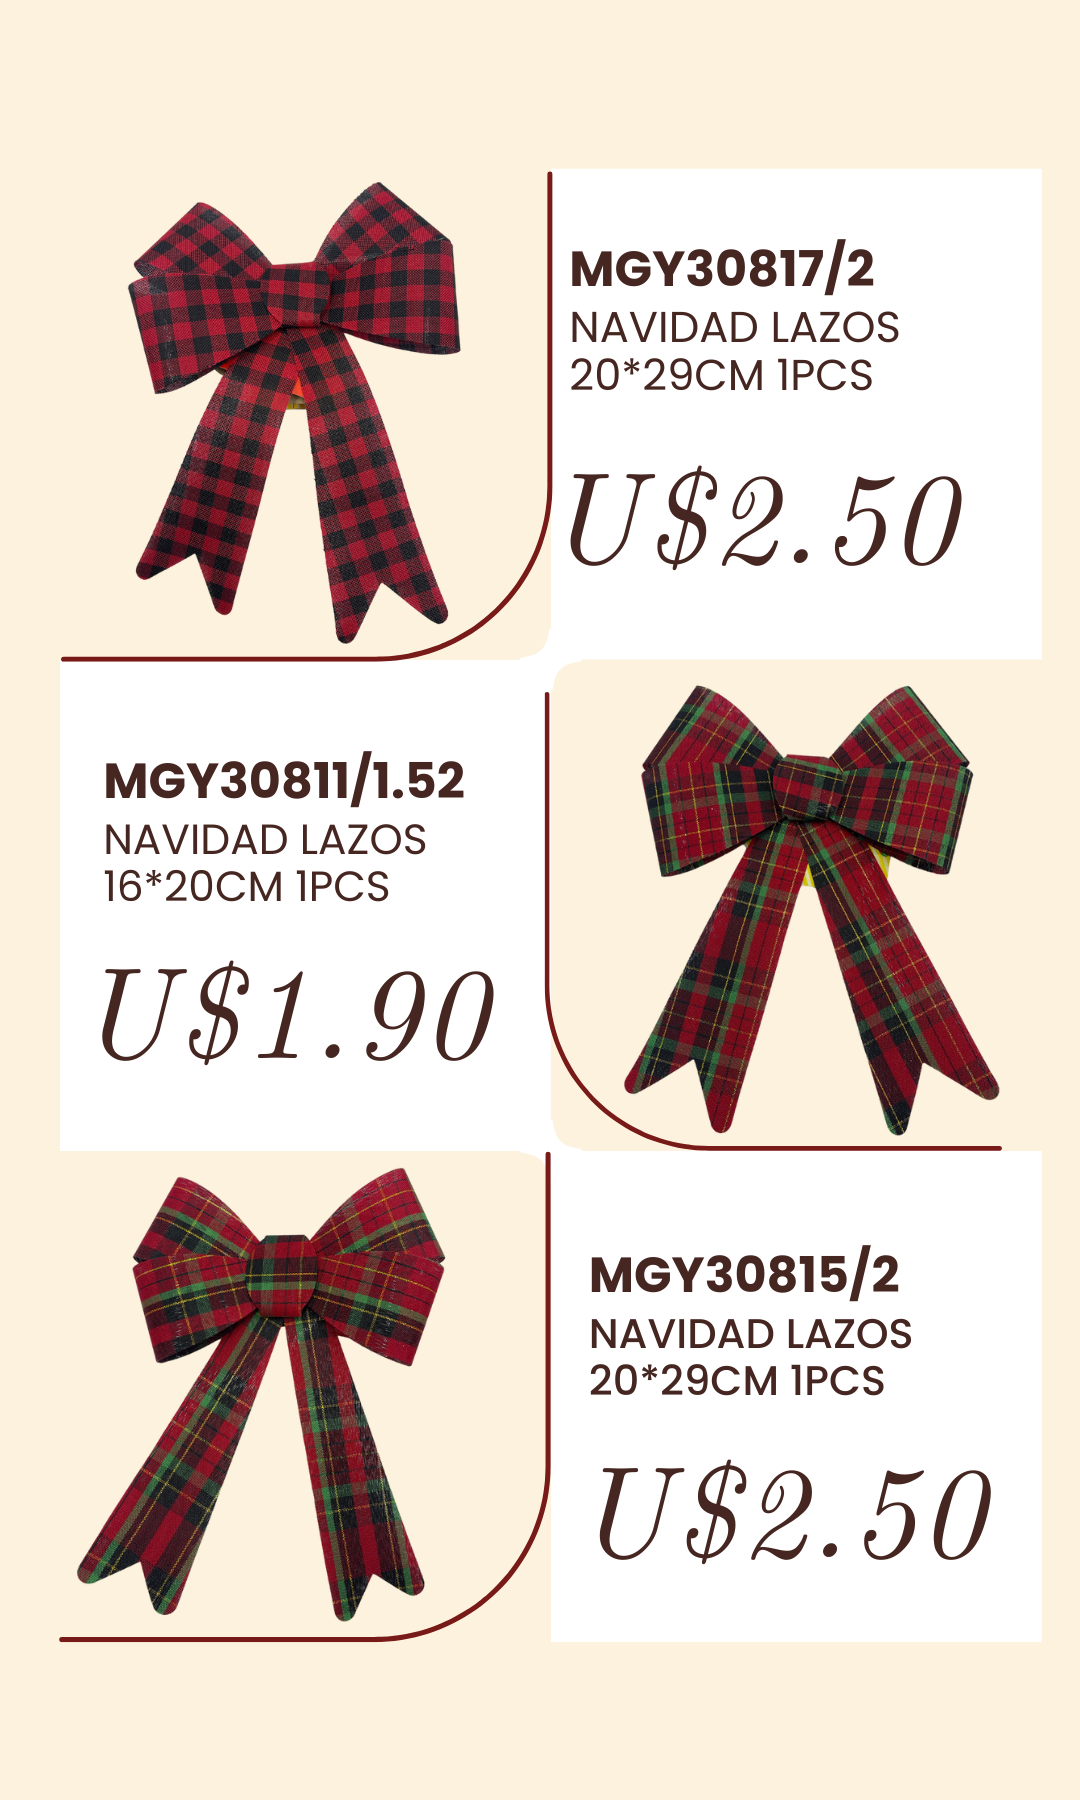 MGY30817/2
NAVIDAD LAZOS
20*29CM 1PCS
U$2.50
MGY30811/1.52
NAVIDAD LAZOS
16*20CM 1PCS
U$1.90
MGY30815/2
NAVIDAD LAZOS
20*29CM 1PCS
U$2.50